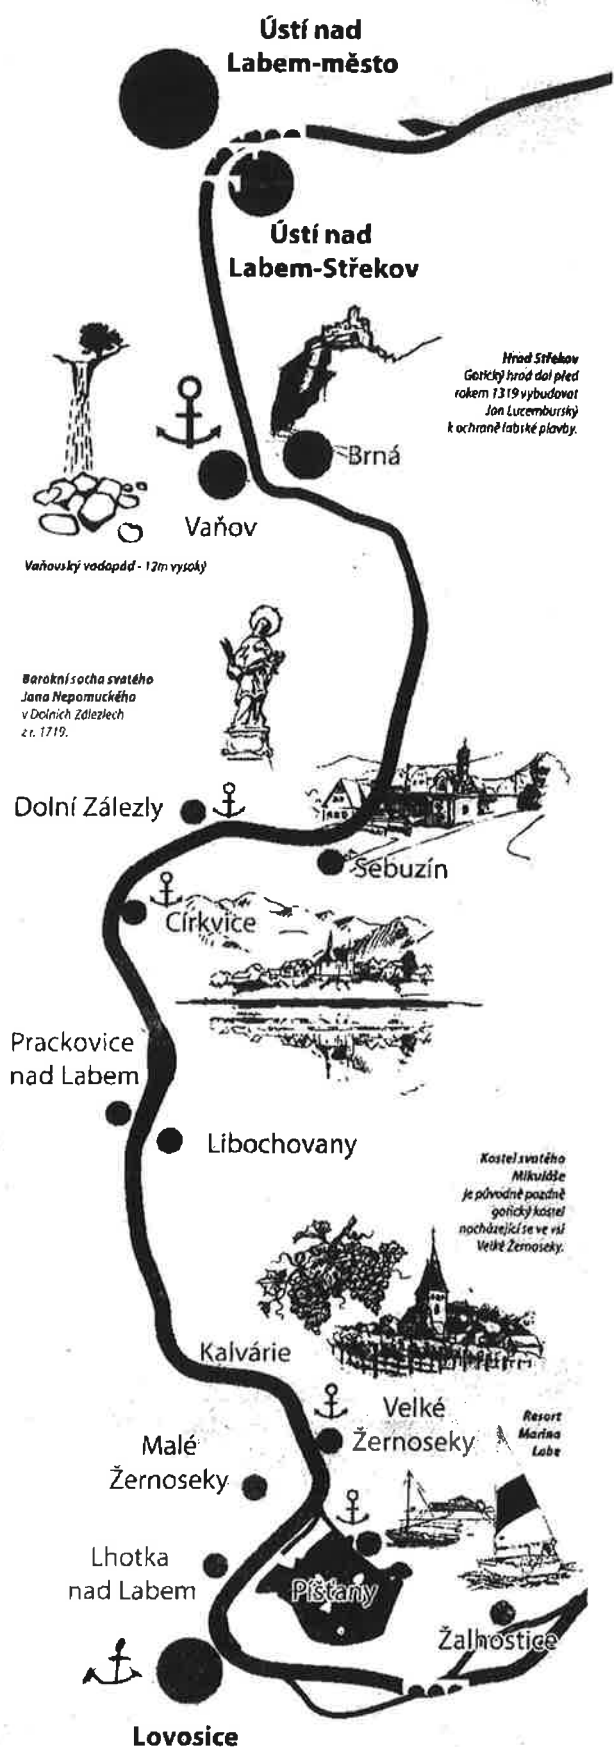 Ústí nad
Labem-město
Ústí nad
Labem-Střekov
Hrad Střekov
Gotický hrad dal před
rokem 1319 vybudovat
Jan Lucemburský
k ochraně labské plavby.
Brná
Vaňov
Vaňovský vodopád - 12m vysoký
Barokní socha svatého
Jana Nepomuckého
v Dolních Zálezlech
z r. 1719.
Dolní Zálezly
Sebuzín
Církvice
Prackovice
nad Labem
Libochovany
Kostel svatého
Mikuláše
je původně pozdně
gotický kostel
nacházející se ve vsi
Velké Žernoseky.
Kalvárie
Velké
Žernoseky
Resort
Marina
Labe
Malé
Žernoseky
Lhotka
nad Labem
Píšťany
Žalhostice
Lovosice